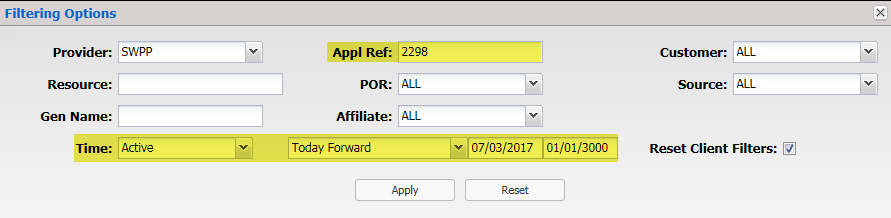 Filtering Options
Provider: SWPP Appl Ref: 2298 Customer: ALL
Resource: POR: ALL Source: ALL
Gen Name: Affiliate: ALL
Time: Active Today Forward 07/03/2017 01/01/3000 Reset Client Filters:
Apply Reset